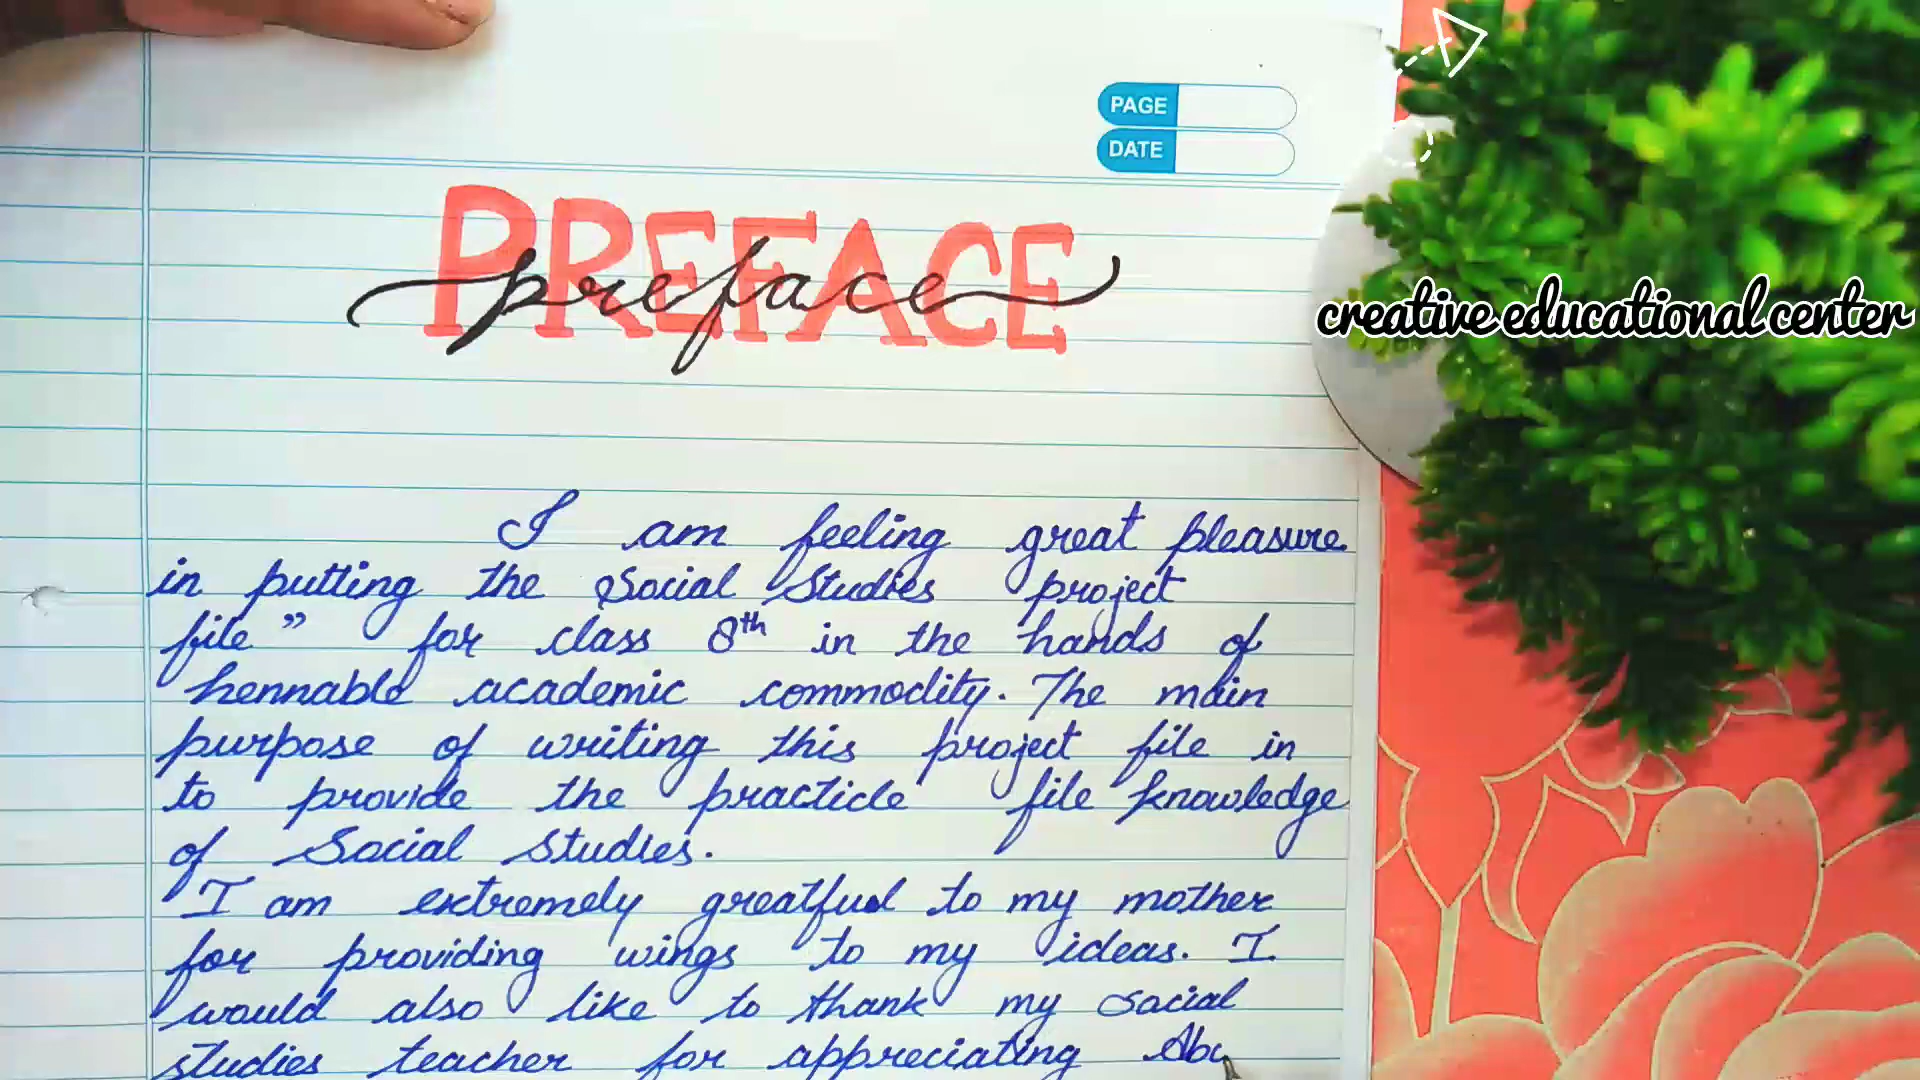 PAGE
DATE
PREFACE
preface
creative educational center
I am feeling great pleasure
in putting the Social Studies project
file” for class 8th in the hands of
hennable academic commodity. The main
purpose of writing this project file in
to provide the practicle file knowledge
of Social Studies.
I am extremely greatful to my mother
for providing wings to my ideas. I
would also like to thank my social
studies teacher for appreciating